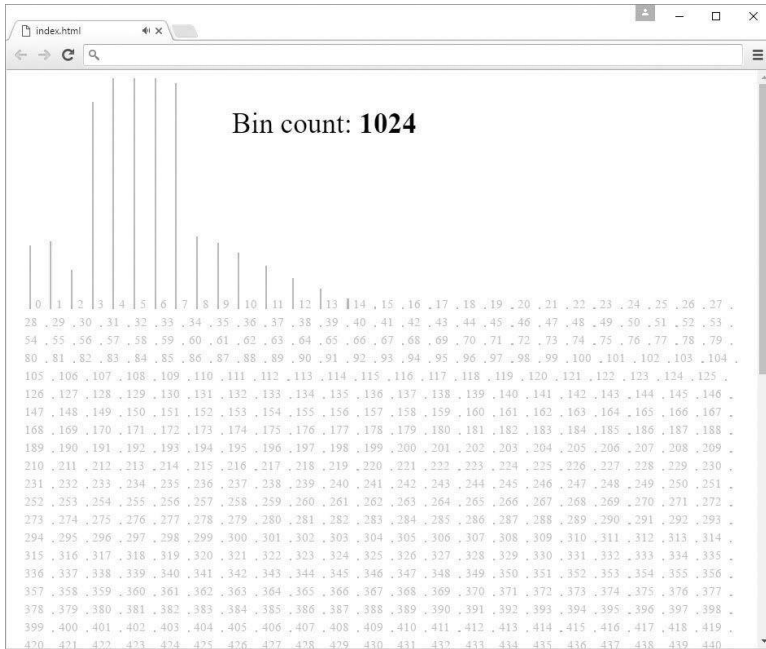 index.html
Bin count: 1024
0 1 2 3 4 5 6 7 8 9 10 11 12 13 14 . 15 . 16 . 17 . 18 . 19 . 20 . 21 . 22 . 23 . 24 . 25 . 26 . 27 .
28 . 29 . 30 . 31 . 32 . 33 . 34 . 35 . 36 . 37 . 38 . 39 . 40 . 41 . 42 . 43 . 44 . 45 . 46 . 47 . 48 . 49 . 50 . 51 . 52 . 53 .
54 . 55 . 56 . 57 . 58 . 59 . 60 . 61 . 62 . 63 . 64 . 65 . 66 . 67 . 68 . 69 . 70 . 71 . 72 . 73 . 74 . 75 . 76 . 77 . 78 . 79 .
80 . 81 . 82 . 83 . 84 . 85 . 86 . 87 . 88 . 89 . 90 . 91 . 92 . 93 . 94 . 95 . 96 . 97 . 98 . 99 . 100 . 101 . 102 . 103 . 104 .
105 . 106 . 107 . 108 . 109 . 110 . 111 . 112 . 113 . 114 . 115 . 116 . 117 . 118 . 119 . 120 . 121 . 122 . 123 . 124 . 125 .
126 . 127 . 128 . 129 . 130 . 131 . 132 . 133 . 134 . 135 . 136 . 137 . 138 . 139 . 140 . 141 . 142 . 143 . 144 . 145 . 146 .
147 . 148 . 149 . 150 . 151 . 152 . 153 . 154 . 155 . 156 . 157 . 158 . 159 . 160 . 161 . 162 . 163 . 164 . 165 . 166 . 167 .
168 . 169 . 170 . 171 . 172 . 173 . 174 . 175 . 176 . 177 . 178 . 179 . 180 . 181 . 182 . 183 . 184 . 185 . 186 . 187 . 188 .
189 . 190 . 191 . 192 . 193 . 194 . 195 . 196 . 197 . 198 . 199 . 200 . 201 . 202 . 203 . 204 . 205 . 206 . 207 . 208 . 209 .
210 . 211 . 212 . 213 . 214 . 215 . 216 . 217 . 218 . 219 . 220 . 221 . 222 . 223 . 224 . 225 . 226 . 227 . 228 . 229 . 230 .
231 . 232 . 233 . 234 . 235 . 236 . 237 . 238 . 239 . 240 . 241 . 242 . 243 . 244 . 245 . 246 . 247 . 248 . 249 . 250 . 251 .
252 . 253 . 254 . 255 . 256 . 257 . 258 . 259 . 260 . 261 . 262 . 263 . 264 . 265 . 266 . 267 . 268 . 269 . 270 . 271 . 272 .
273 . 274 . 275 . 276 . 277 . 278 . 279 . 280 . 281 . 282 . 283 . 284 . 285 . 286 . 287 . 288 . 289 . 290 . 291 . 292 . 293 .
294 . 295 . 296 . 297 . 298 . 299 . 300 . 301 . 302 . 303 . 304 . 305 . 306 . 307 . 308 . 309 . 310 . 311 . 312 . 313 . 314 .
315 . 316 . 317 . 318 . 319 . 320 . 321 . 322 . 323 . 324 . 325 . 326 . 327 . 328 . 329 . 330 . 331 . 332 . 333 . 334 . 335 .
336 . 337 . 338 . 339 . 340 . 341 . 342 . 343 . 344 . 345 . 346 . 347 . 348 . 349 . 350 . 351 . 352 . 353 . 354 . 355 . 356 .
357 . 358 . 359 . 360 . 361 . 362 . 363 . 364 . 365 . 366 . 367 . 368 . 369 . 370 . 371 . 372 . 373 . 374 . 375 . 376 . 377 .
378 . 379 . 380 . 381 . 382 . 383 . 384 . 385 . 386 . 387 . 388 . 389 . 390 . 391 . 392 . 393 . 394 . 395 . 396 . 397 . 398 .
399 . 400 . 401 . 402 . 403 . 404 . 405 . 406 . 407 . 408 . 409 . 410 . 411 . 412 . 413 . 414 . 415 . 416 . 417 . 418 . 419 .
420 421 422 423 424 425 426 427 428 429 430 431 432 433 434 435 436 437 438 439 440